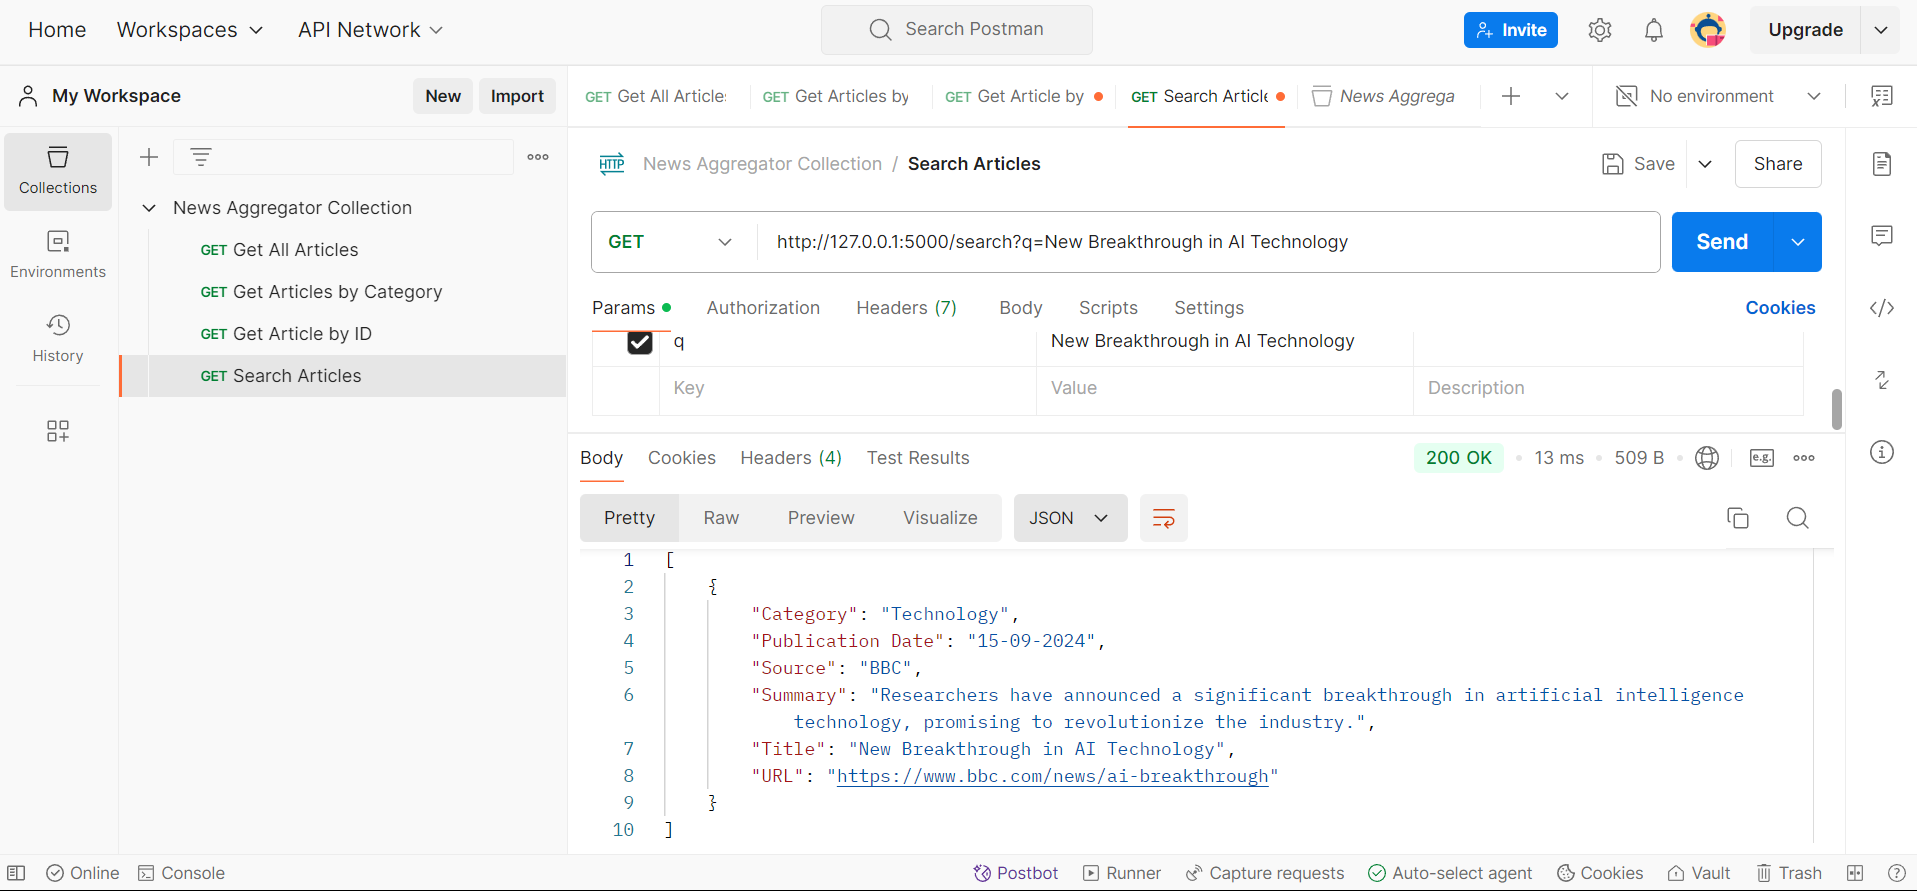 Home Workspaces API Network Search Postman Invite Upgrade
My Workspace New Import GET Get All Articles GET Get Articles by GET Get Article by GET Search Article News Aggrega No environment
Collections
Environments
History
News Aggregator Collection
GET Get All Articles
GET Get Articles by Category
GET Get Article by ID
GET Search Articles
HTTP News Aggregator Collection / Search Articles Save Share
GET http://127.0.0.1:5000/search?q=New Breakthrough in AI Technology Send
Params Authorization Headers (7) Body Scripts Settings Cookies
q New Breakthrough in AI Technology
Key Value Description
Body Cookies Headers (4) Test Results 200 OK • 13 ms • 509 B • e.g.
Pretty Raw Preview Visualize JSON
1 [
2 {
3 "Category": "Technology",
4 "Publication Date": "15-09-2024",
5 "Source": "BBC",
6 "Summary": "Researchers have announced a significant breakthrough in artificial intelligence
technology, promising to revolutionize the industry.",
7 "Title": "New Breakthrough in AI Technology",
8 "URL": "https://www.bbc.com/news/ai-breakthrough"
9 }
10 ]
Online Console Postbot Runner Capture requests Auto-select agent Cookies Vault Trash